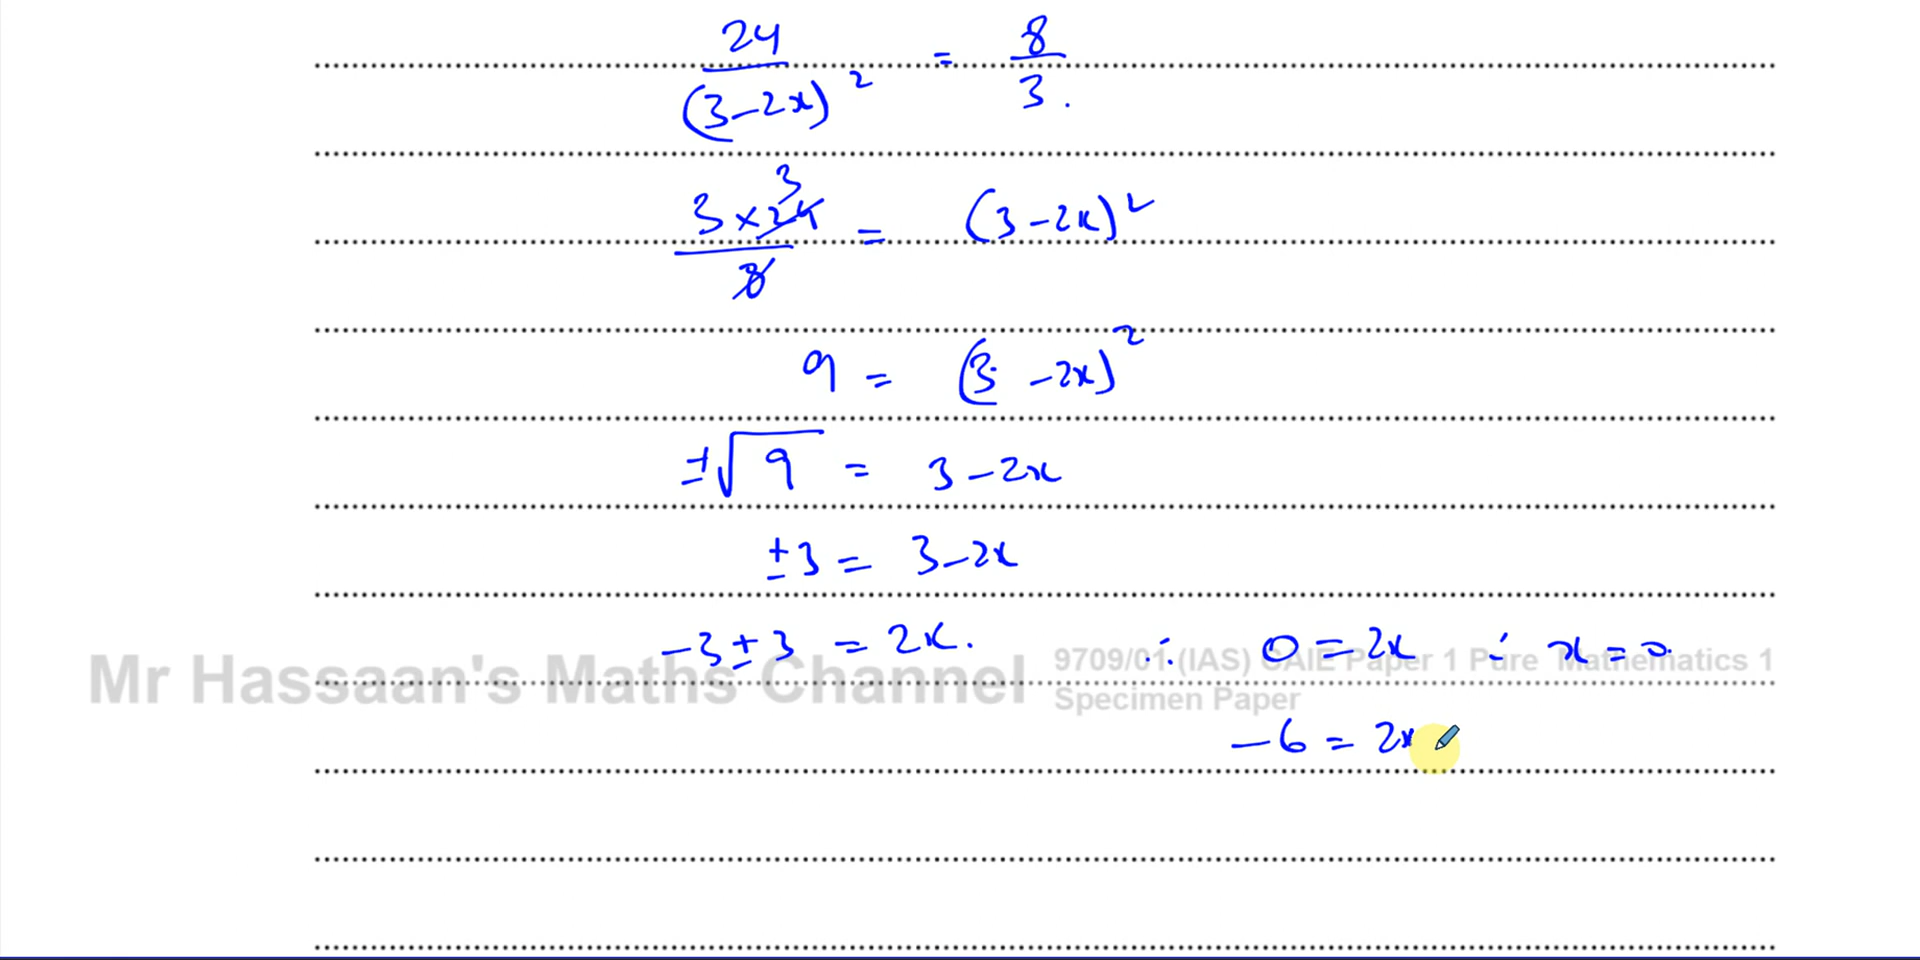 24/(3-2x)² = 8/3.
3 × 24/8 = (3-2x)²
3
9 = (3 -2x)²
±√9 = 3-2x
±3 = 3-2x
-3±3 = 2x. ∴ 0=2x ∴ x=0.
Mr Hassaan's Maths Channel
9709/01 (IAS) CAIE Paper 1 Pure Mathematics 1
Specimen Paper
-6 = 2x